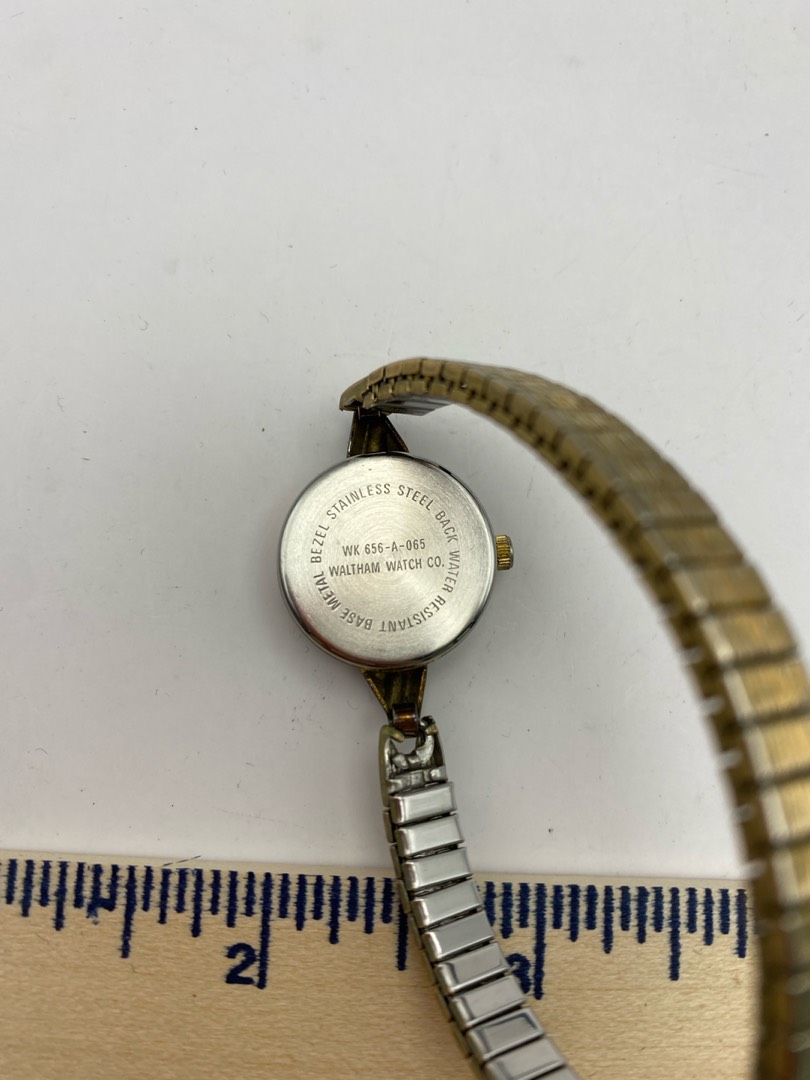 BASE METAL BEZEL STAINLESS STEEL BACK WATER RESISTANT
WK 656-A-065
WALTHAM WATCH CO.
2
3